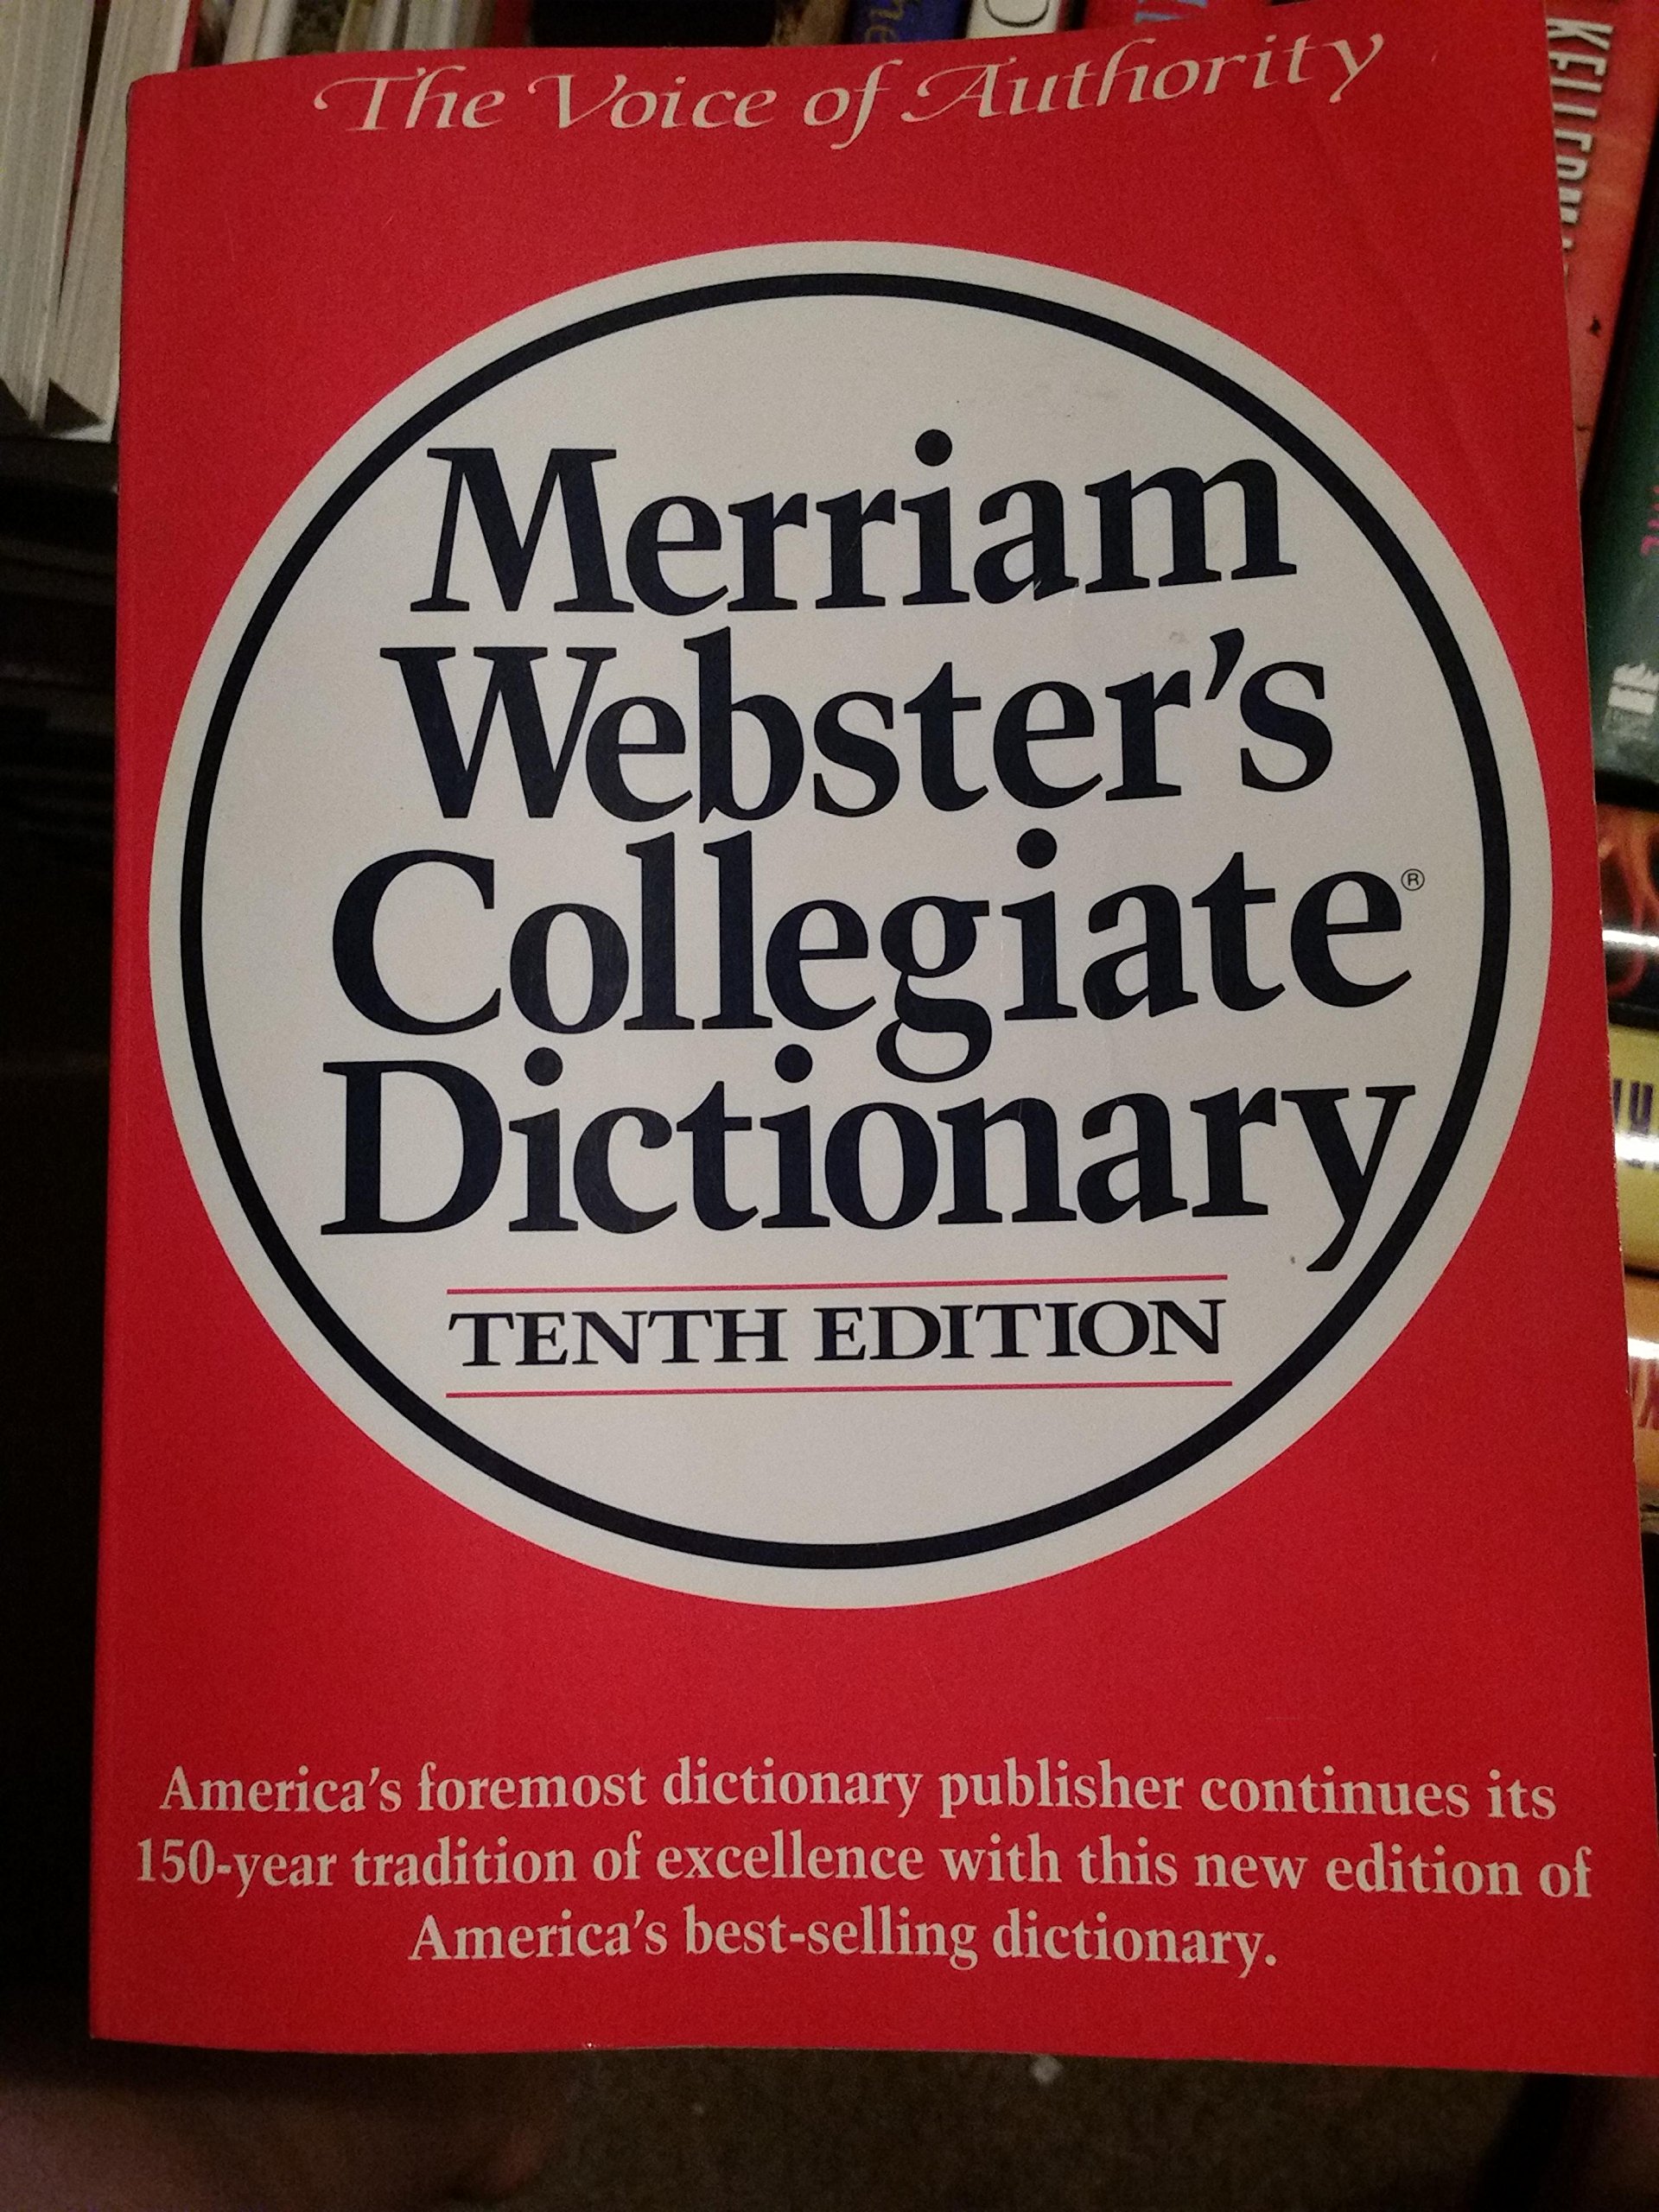 The Voice of Authority
Merriam
Webster's
Collegiate®
Dictionary
TENTH EDITION
America's foremost dictionary publisher continues its
150-year tradition of excellence with this new edition of
America's best-selling dictionary.